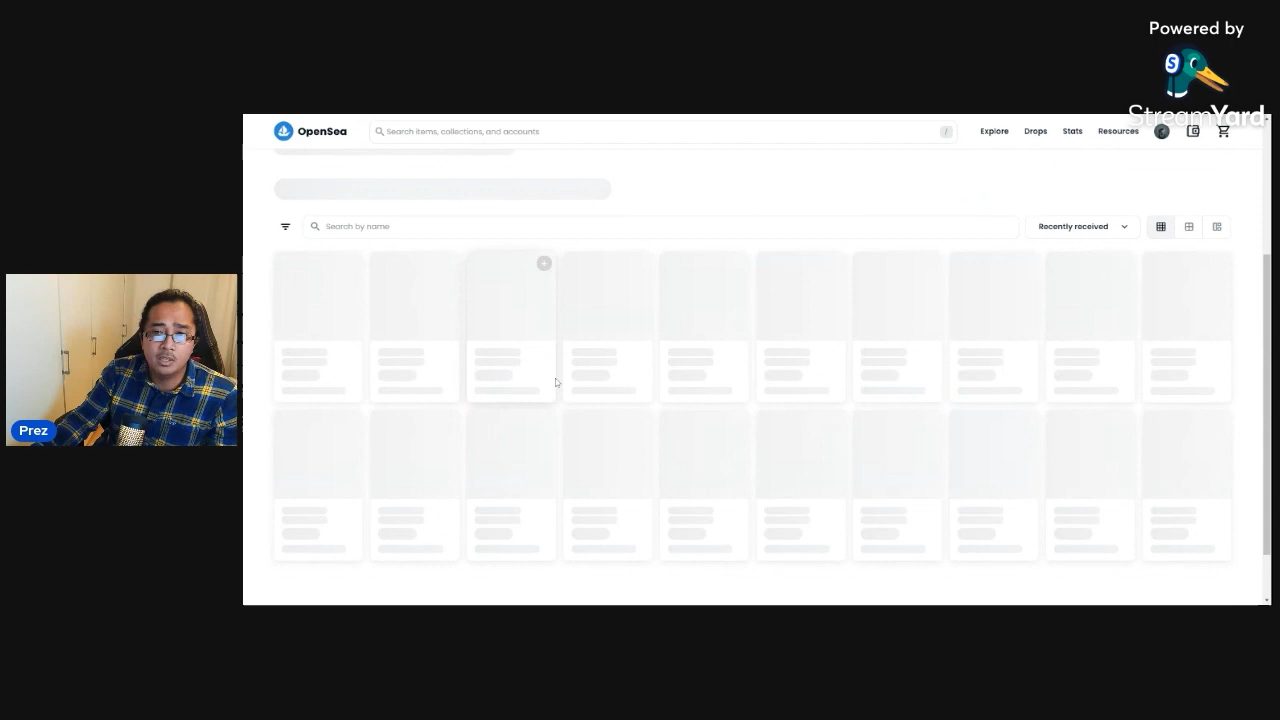 Powered by
S
StreamYard
OpenSea
Search items, collections, and accounts
/
Explore
Drops
Stats
Resources
Search by name
Recently received
Prez